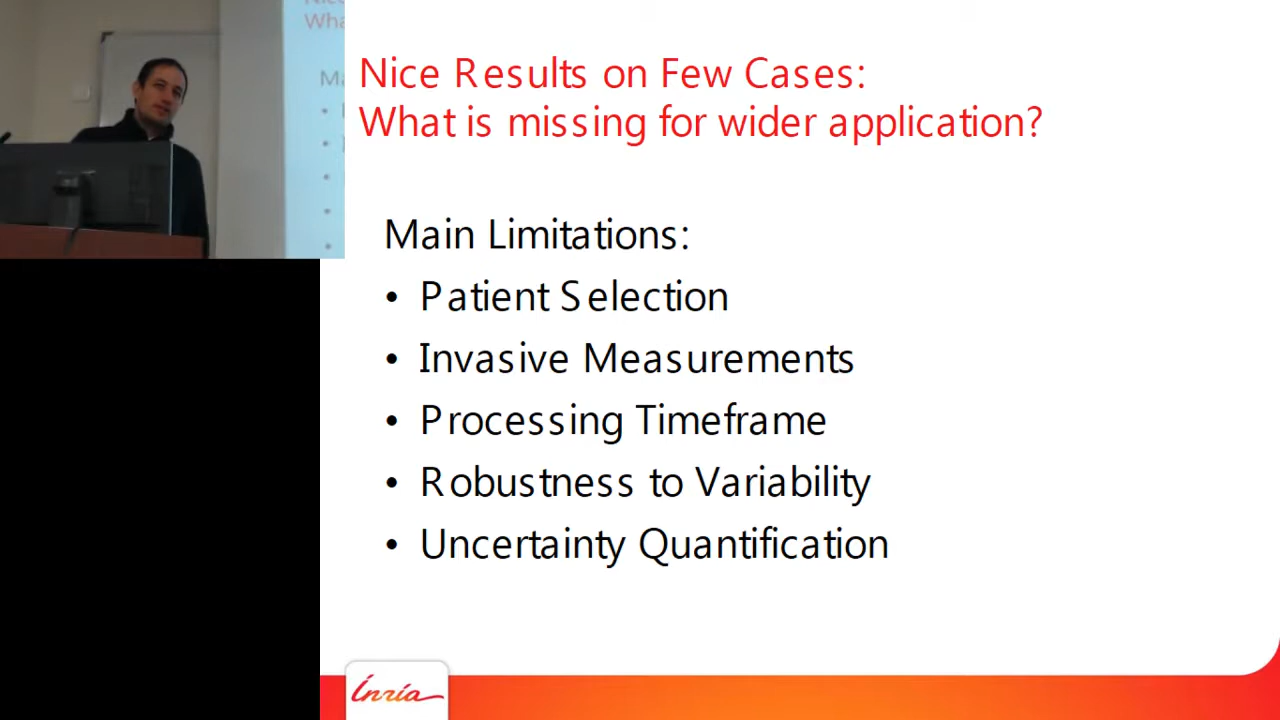 Nice Results on Few Cases:
What is missing for wider application?
Main Limitations:
• Patient Selection
• Invasive Measurements
• Processing Timeframe
• Robustness to Variability
• Uncertainty Quantification
Inria